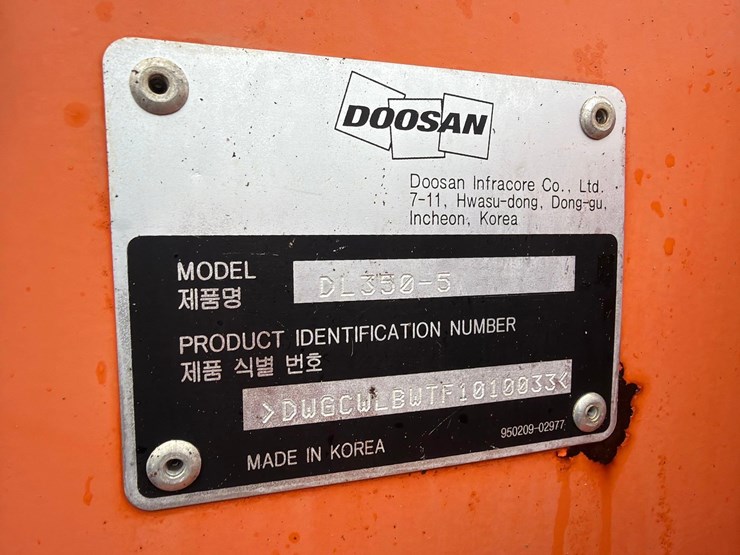 DOOSAN
Doosan Infracore Co., Ltd.
7-11, Hwasu-dong, Dong-gu,
Incheon, Korea
MODEL DL350-5
제품명
PRODUCT IDENTIFICATION NUMBER
제품 식별 번호
>DWGCWLBWTF1010033<
MADE IN KOREA
950209-02977